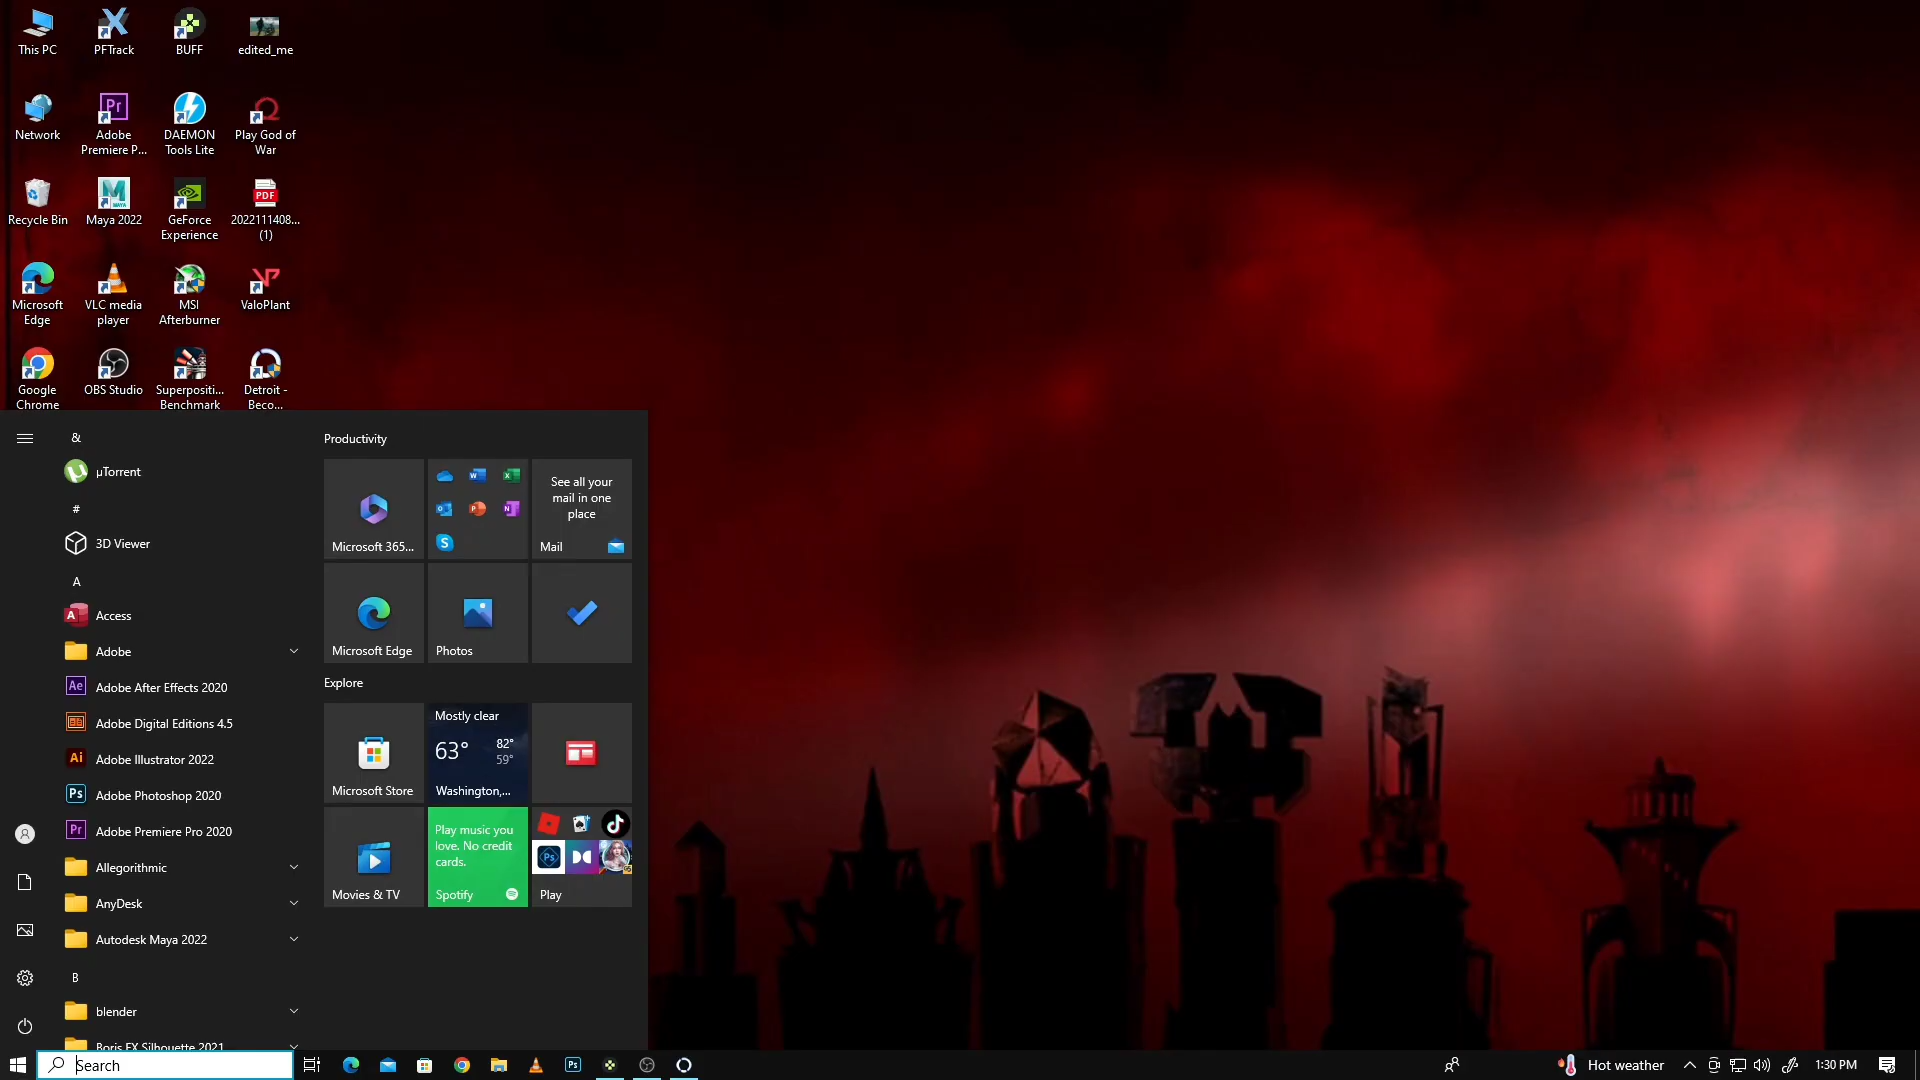 This PC
PFTrack
BUFF
edited_me
Network
Adobe
Premiere P...
DAEMON
Tools Lite
Play God of
War
Recycle Bin
Maya 2022
GeForce
Experience
PDF
2022111408...
(1)
Microsoft
Edge
VLC media
player
MSI
Afterburner
ValoPlant
Google
Chrome
OBS Studio
Superpositi...
Benchmark
Detroit -
Beco...
&
µTorrent
#
3D Viewer
A
Access
Adobe
Adobe After Effects 2020
Adobe Digital Editions 4.5
Adobe Illustrator 2022
Adobe Photoshop 2020
Adobe Premiere Pro 2020
Allegorithmic
AnyDesk
Autodesk Maya 2022
B
blender
Boris FX Silhouette 2021
Productivity
Microsoft 365...
See all your
mail in one
place
Mail
Microsoft Edge
Photos
Explore
Microsoft Store
Mostly clear
63° 82°
59°
Washington,...
Movies & TV
Play music you
love. No credit
cards.
Spotify
Play
Search
Hot weather
1:30 PM